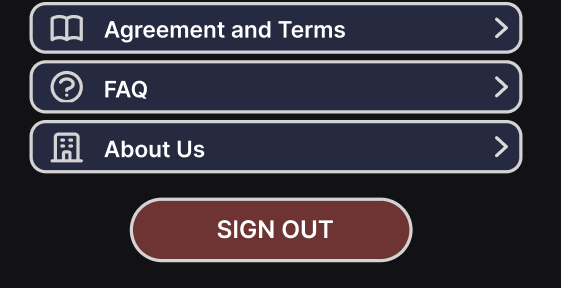 Agreement and Terms
FAQ
About Us
SIGN OUT